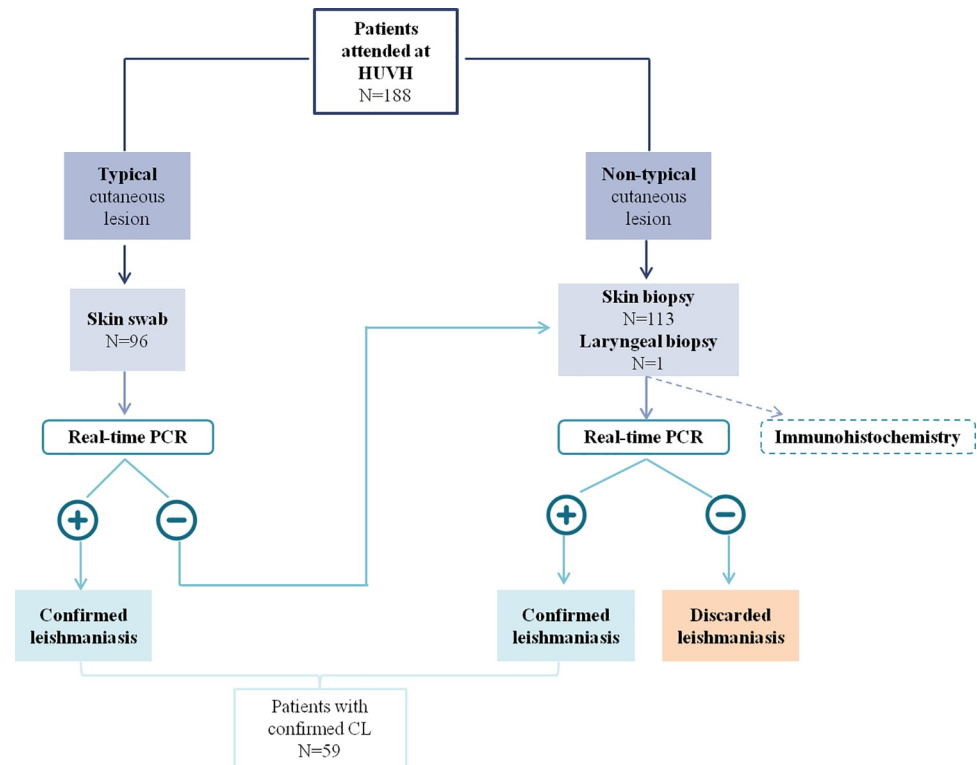 Patients
attended at
HUVH
N=188
Typical
cutaneous
lesion
Non-typical
cutaneous
lesion
Skin swab
N=96
Skin biopsy
N=113
Laryngeal biopsy
N=1
Real-time PCR
Real-time PCR
Immunohistochemistry
+
−
+
−
Confirmed
leishmaniasis
Confirmed
leishmaniasis
Discarded
leishmaniasis
Patients with
confirmed CL
N=59